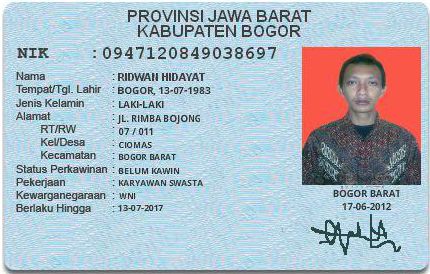 PROVINSI JAWA BARAT
KABUPATEN BOGOR
NIK : 0947120849038697
Nama : RIDWAN HIDAYAT
Tempat/Tgl. Lahir : BOGOR, 13-07-1983
Jenis Kelamin : LAKI-LAKI
Alamat : JL. RIMBA BOJONG
RT/RW : 07 / 011
Kel/Desa : CIOMAS
Kecamatan : BOGOR BARAT
Status Perkawinan : BELUM KAWIN
Pekerjaan : KARYAWAN SWASTA
Kewarganegaraan : WNI
Berlaku Hingga : 13-07-2017
BOGOR BARAT
17-06-2012